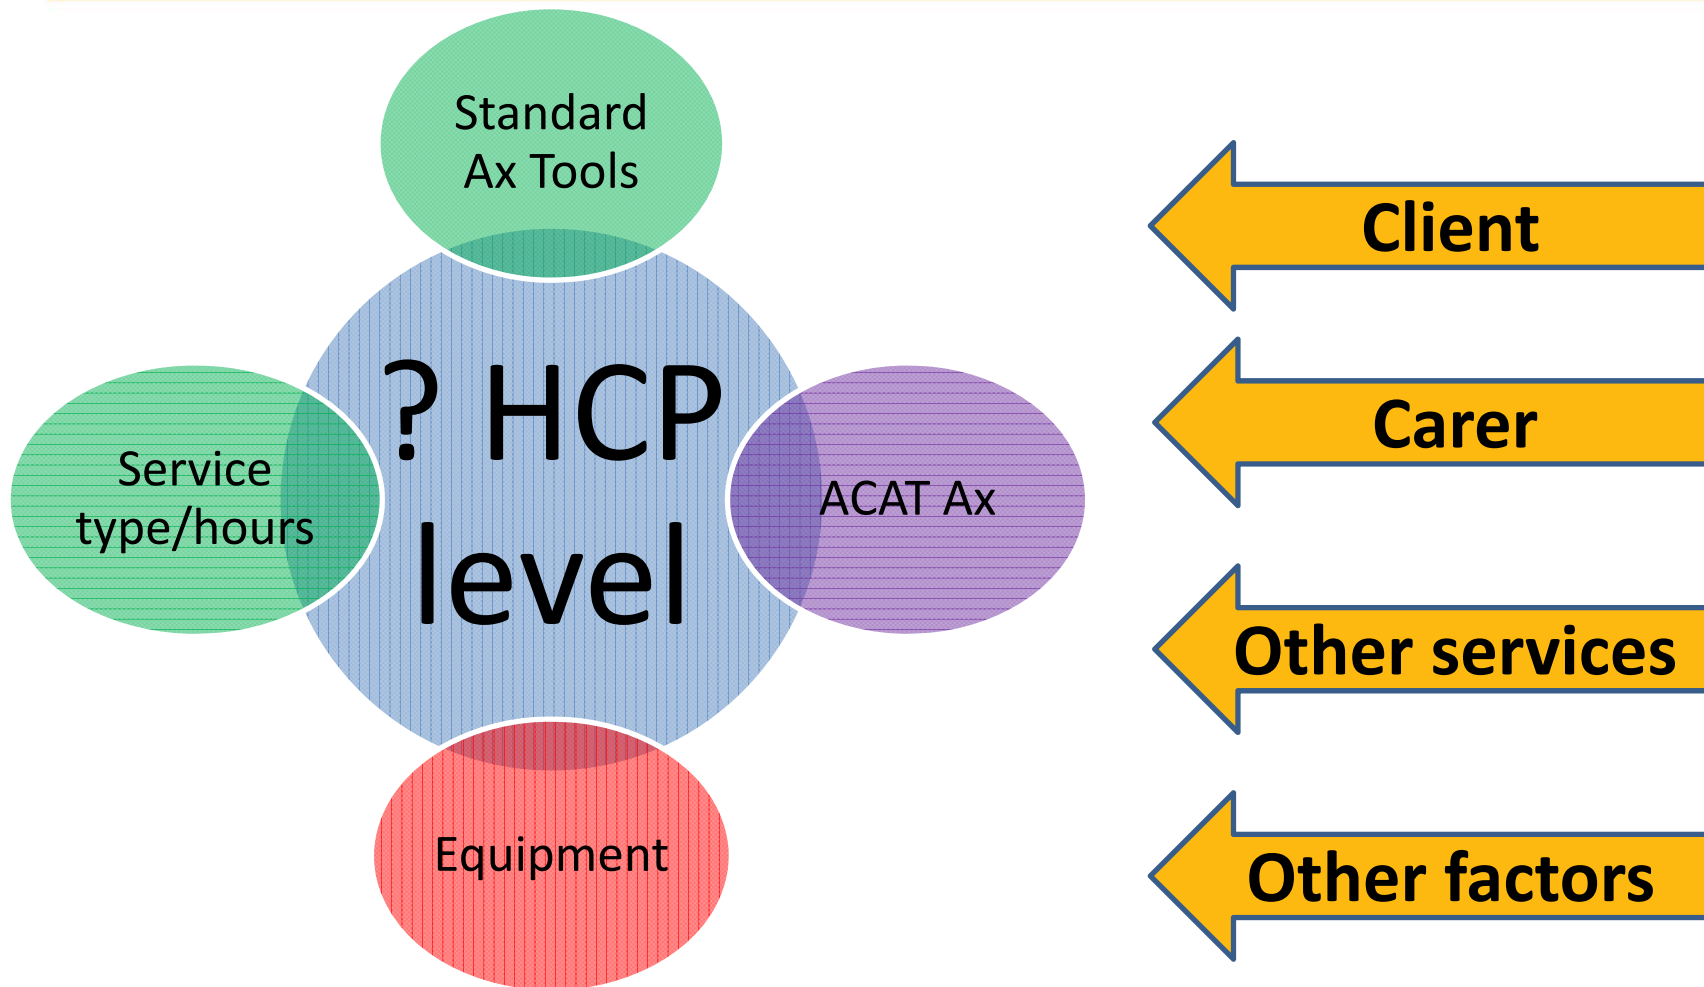 Standard
Ax Tools
? HCP
level
Service
type/hours
ACAT Ax
Equipment
Client
Carer
Other services
Other factors